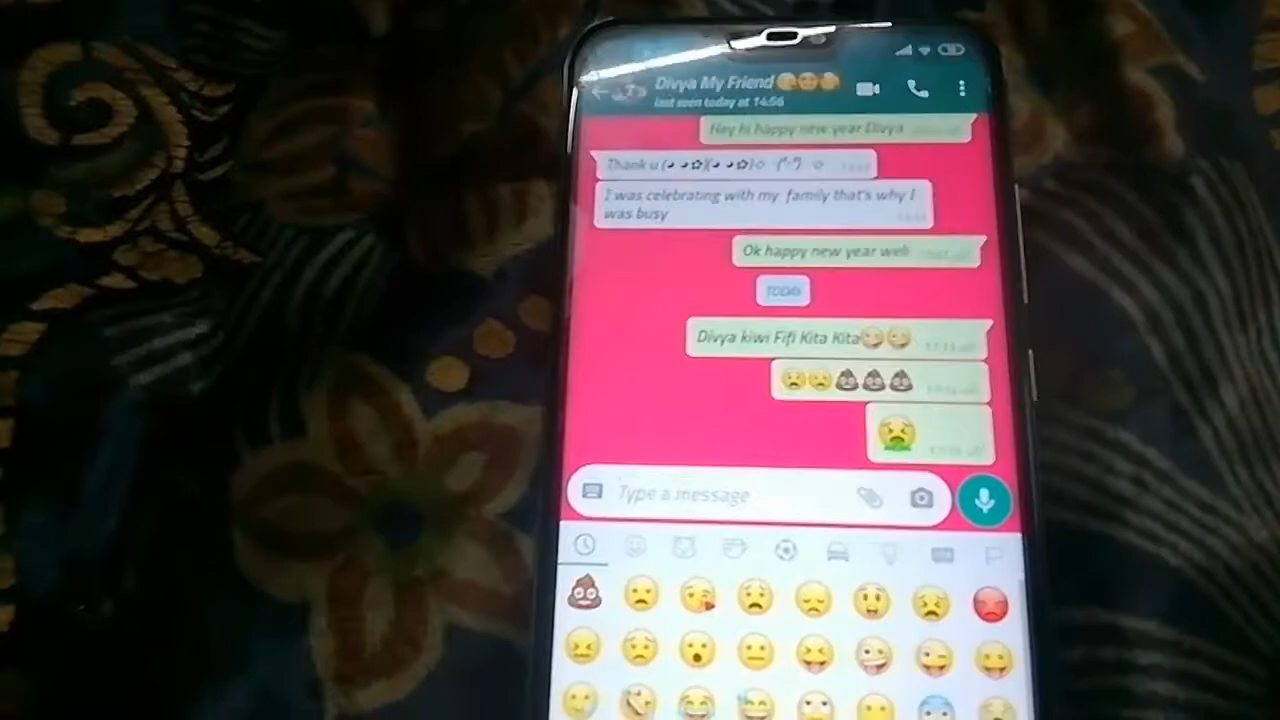 Divya My Friend
last seen today at 14:56
Hey hi happy new year Divya
Thank u
I was celebrating with my family that's why I
was busy
Ok happy new year well
TODAY
Divya kiwi Fifi Kita Kita
Type a message